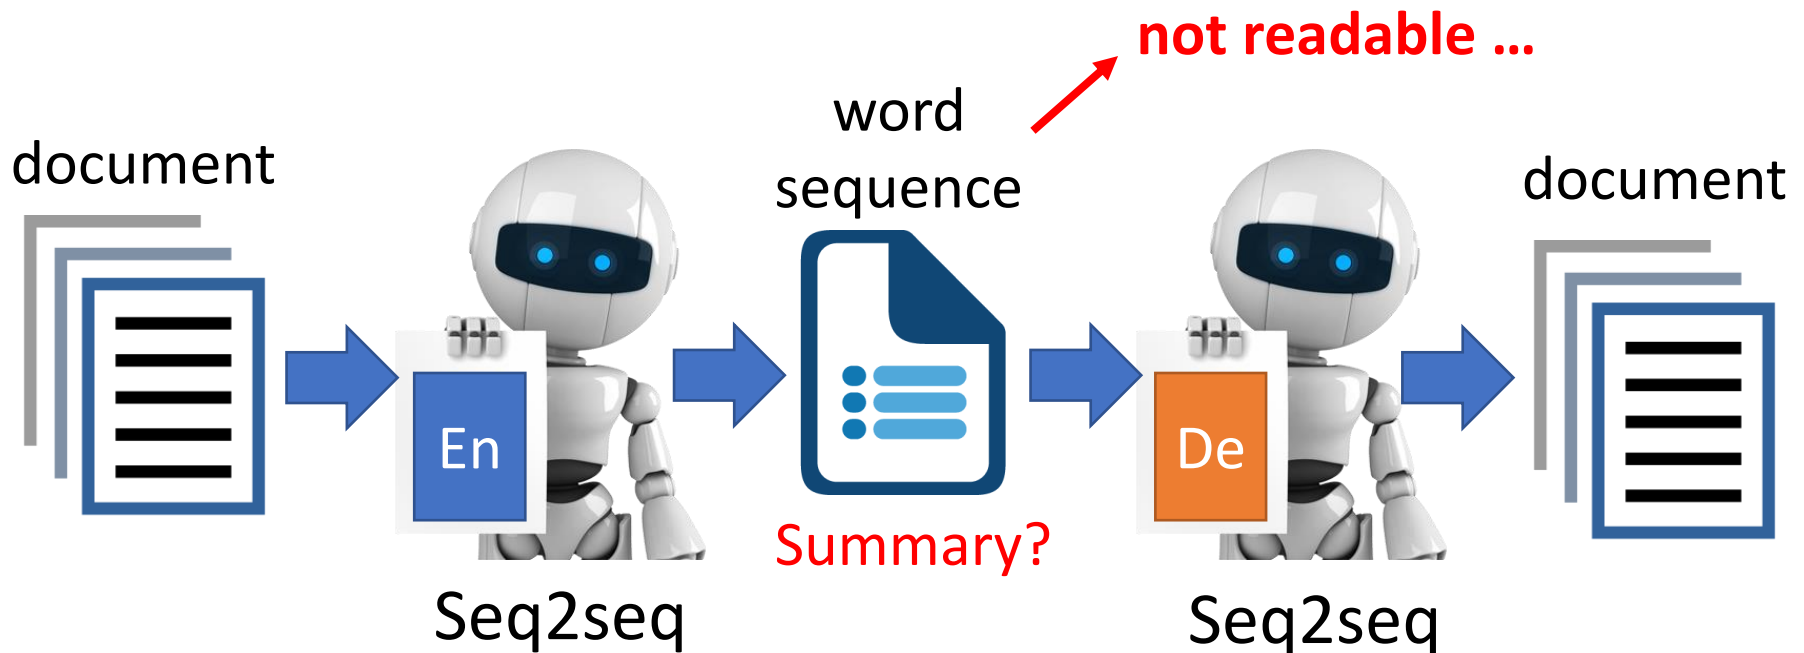 not readable …
word
sequence
document
document
En
De
Summary?
Seq2seq
Seq2seq